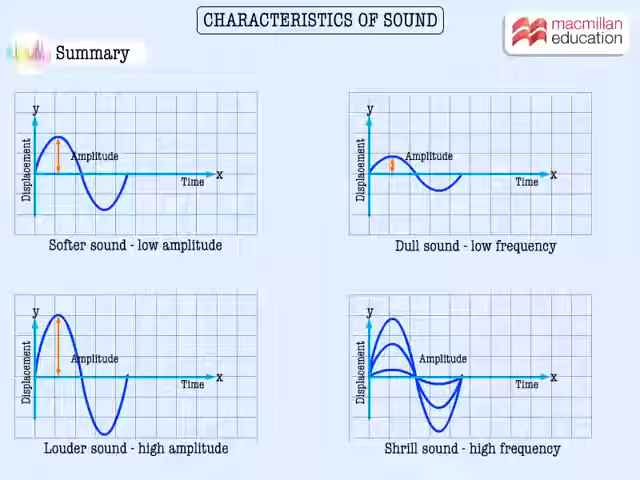 CHARACTERISTICS OF SOUND
macmillan
education
Summary
y
Displacement
Amplitude
Time
x
Softer sound - low amplitude
y
Displacement
Amplitude
Time
x
Dull sound - low frequency
y
Displacement
Amplitude
Time
x
Louder sound - high amplitude
y
Displacement
Amplitude
Time
x
Shrill sound - high frequency